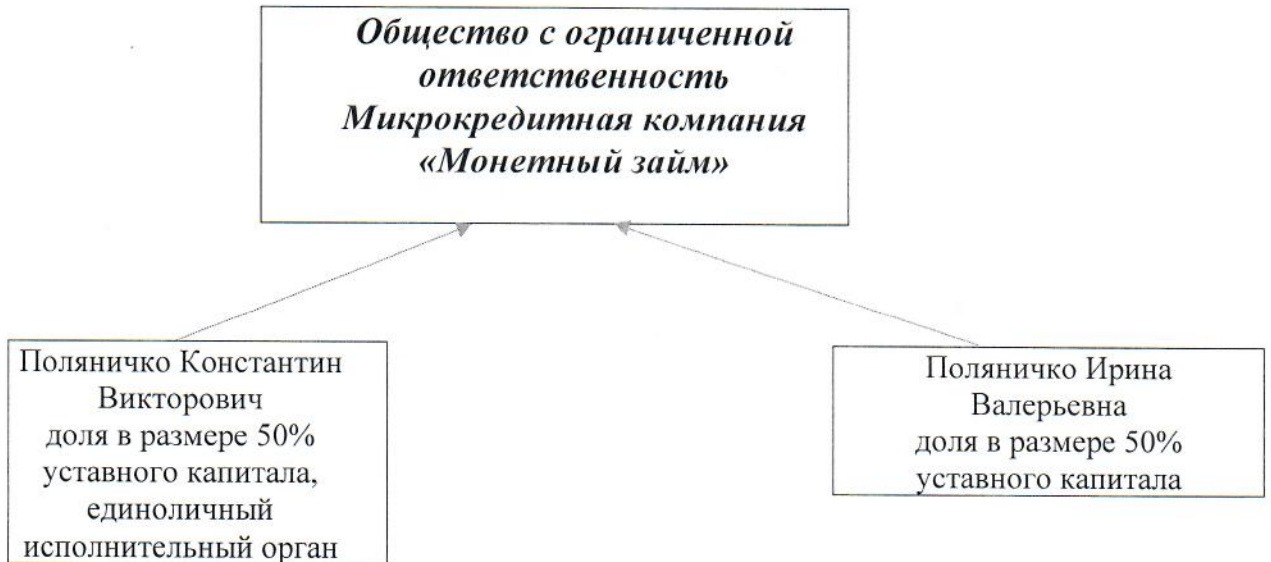 Общество с ограниченной
ответственность
Микрокредитная компания
«Монетный займ»
Поляничко Константин
Викторович
доля в размере 50%
уставного капитала,
единоличный
исполнительный орган
Поляничко Ирина
Валерьевна
доля в размере 50%
уставного капитала